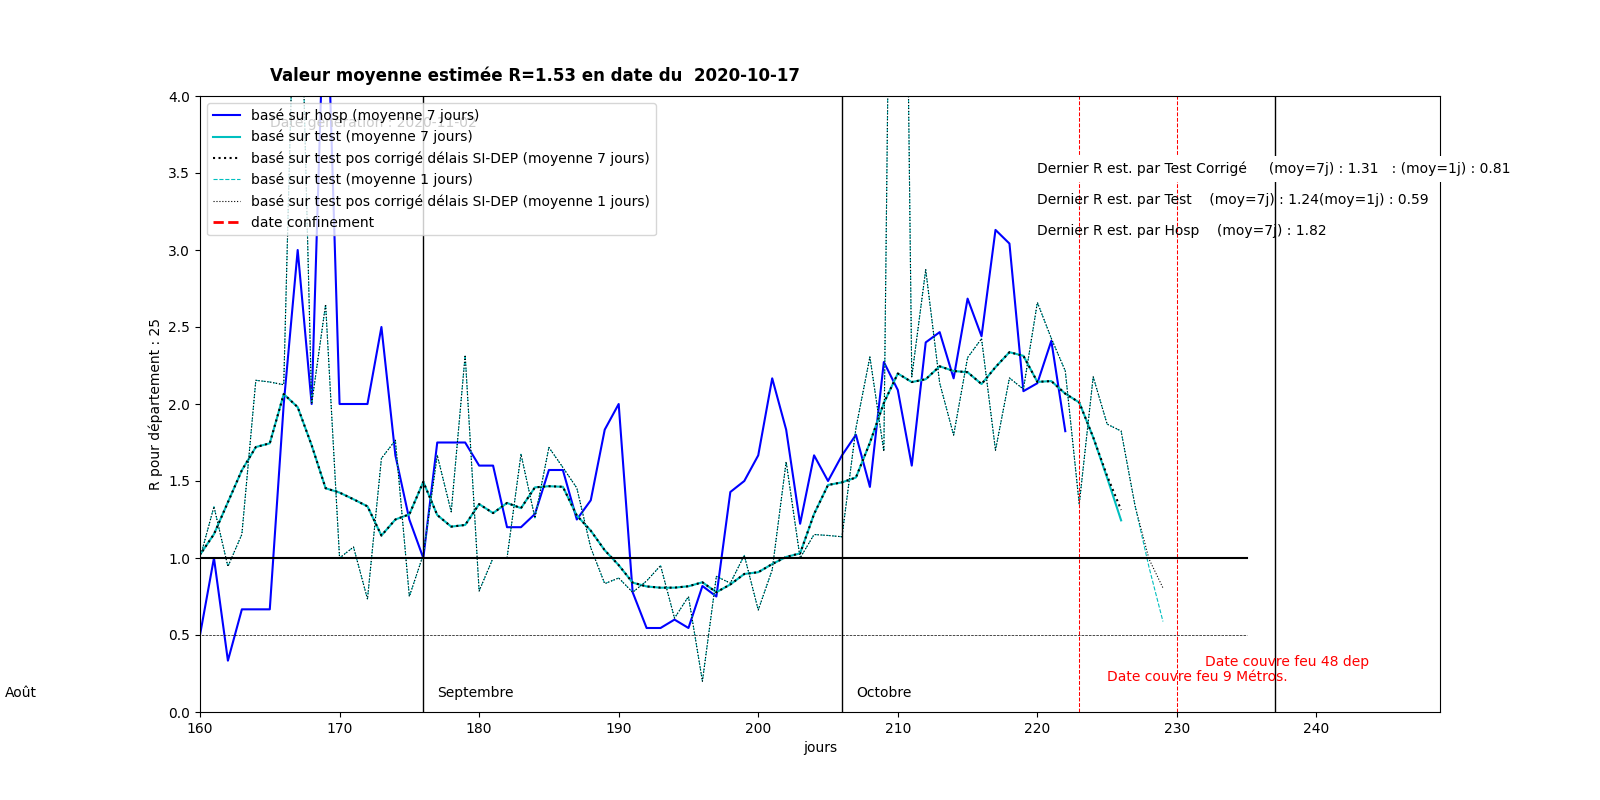 Valeur moyenne estimée R=1.53 en date du  2020-10-17
4.0
3.5
3.0
2.5
2.0
1.5
1.0
0.5
0.0
R pour département : 25
basé sur hosp (moyenne 7 jours)
Date génération : 2020-11-02
basé sur test (moyenne 7 jours)
basé sur test pos corrigé délais SI-DEP (moyenne 7 jours)
basé sur test (moyenne 1 jours)
basé sur test pos corrigé délais SI-DEP (moyenne 1 jours)
date confinement
Dernier R est. par Test Corrigé     (moy=7j) : 1.31   : (moy=1j) : 0.81
Dernier R est. par Test    (moy=7j) : 1.24(moy=1j) : 0.59
Dernier R est. par Hosp    (moy=7j) : 1.82
Date couvre feu 48 dep
Date couvre feu 9 Métros.
Août
Septembre
Octobre
160 170 180 190 200 210 220 230 240
jours